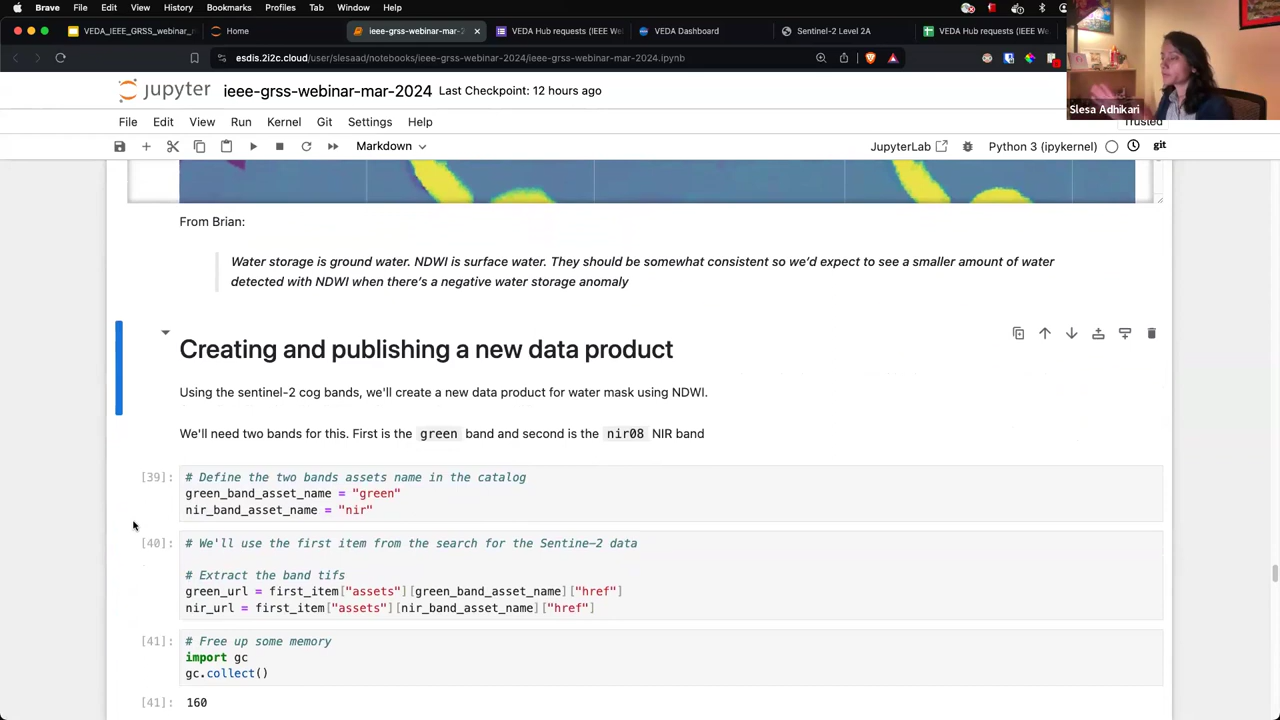 Brave File Edit View History Bookmarks Profiles Tab Window Help
VEDA_IEEE_GRSS_webinar_
Home
ieee-grss-webinar-mar-2
VEDA Hub requests (IEEE We
VEDA Dashboard
Sentinel-2 Level 2A
VEDA Hub requests (IEEE W
esdis.2i2c.cloud/user/slesaad/notebooks/ieee-grss-webinar-2024/ieee-grss-webinar-mar-2024.ipynb
jupyter ieee-grss-webinar-mar-2024 Last Checkpoint: 12 hours ago
Slesa Adhikari
File Edit View Run Kernel Git Settings Help
Trusted
Markdown
JupyterLab
Python 3 (ipykernel)
git
From Brian:
Water storage is ground water. NDWI is surface water. They should be somewhat consistent so we'd expect to see a smaller amount of water
detected with NDWI when there's a negative water storage anomaly
Creating and publishing a new data product
Using the sentinel-2 cog bands, we'll create a new data product for water mask using NDWI.
We'll need two bands for this. First is the green band and second is the nir08 NIR band
[39]: # Define the two bands assets name in the catalog
green_band_asset_name = "green"
nir_band_asset_name = "nir"
[40]: # We'll use the first item from the search for the Sentine-2 data
# Extract the band tifs
green_url = first_item["assets"][green_band_asset_name]["href"]
nir_url = first_item["assets"][nir_band_asset_name]["href"]
[41]: # Free up some memory
import gc
gc.collect()
[41]: 160